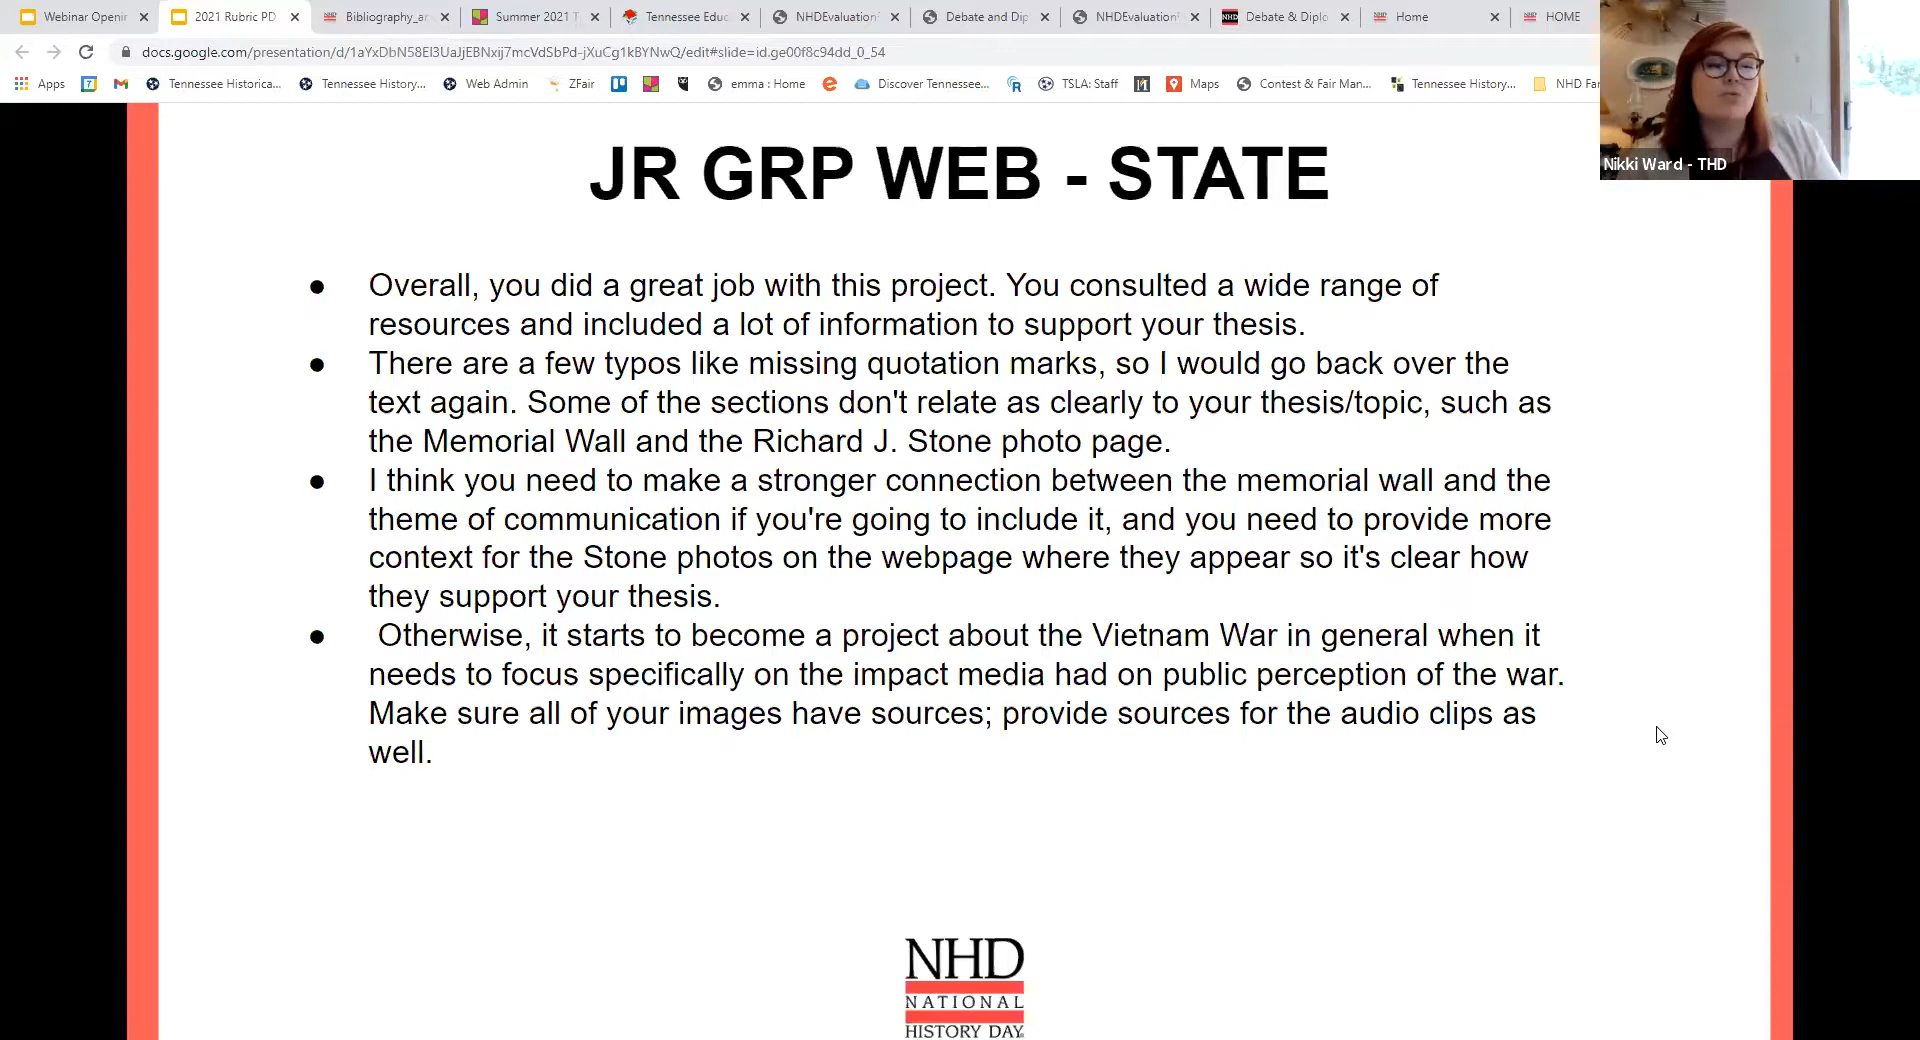 Webinar Openir
2021 Rubric PD
Bibliography_ar
Summer 2021 T
Tennessee Educ
NHDEvaluation
Debate and Dip
NHDEvaluation
Debate & Diplo
Home
HOME
docs.google.com/presentation/d/1aYxDbN58El3UaJjEBNxij7mcVdSbPd-jXuCg1kBYNwQ/edit#slide=id.ge00f8c94dd_0_54
Apps
Tennessee Historica...
Tennessee History...
Web Admin
ZFair
emma : Home
Discover Tennessee...
TSLA: Staff
Maps
Contest & Fair Man...
Tennessee History...
NHD Far
Nikki Ward - THD
JR GRP WEB - STATE
● Overall, you did a great job with this project. You consulted a wide range of
resources and included a lot of information to support your thesis.
● There are a few typos like missing quotation marks, so I would go back over the
text again. Some of the sections don't relate as clearly to your thesis/topic, such as
the Memorial Wall and the Richard J. Stone photo page.
● I think you need to make a stronger connection between the memorial wall and the
theme of communication if you're going to include it, and you need to provide more
context for the Stone photos on the webpage where they appear so it's clear how
they support your thesis.
● Otherwise, it starts to become a project about the Vietnam War in general when it
needs to focus specifically on the impact media had on public perception of the war.
Make sure all of your images have sources; provide sources for the audio clips as
well.
NHD
NATIONAL
HISTORY DAY